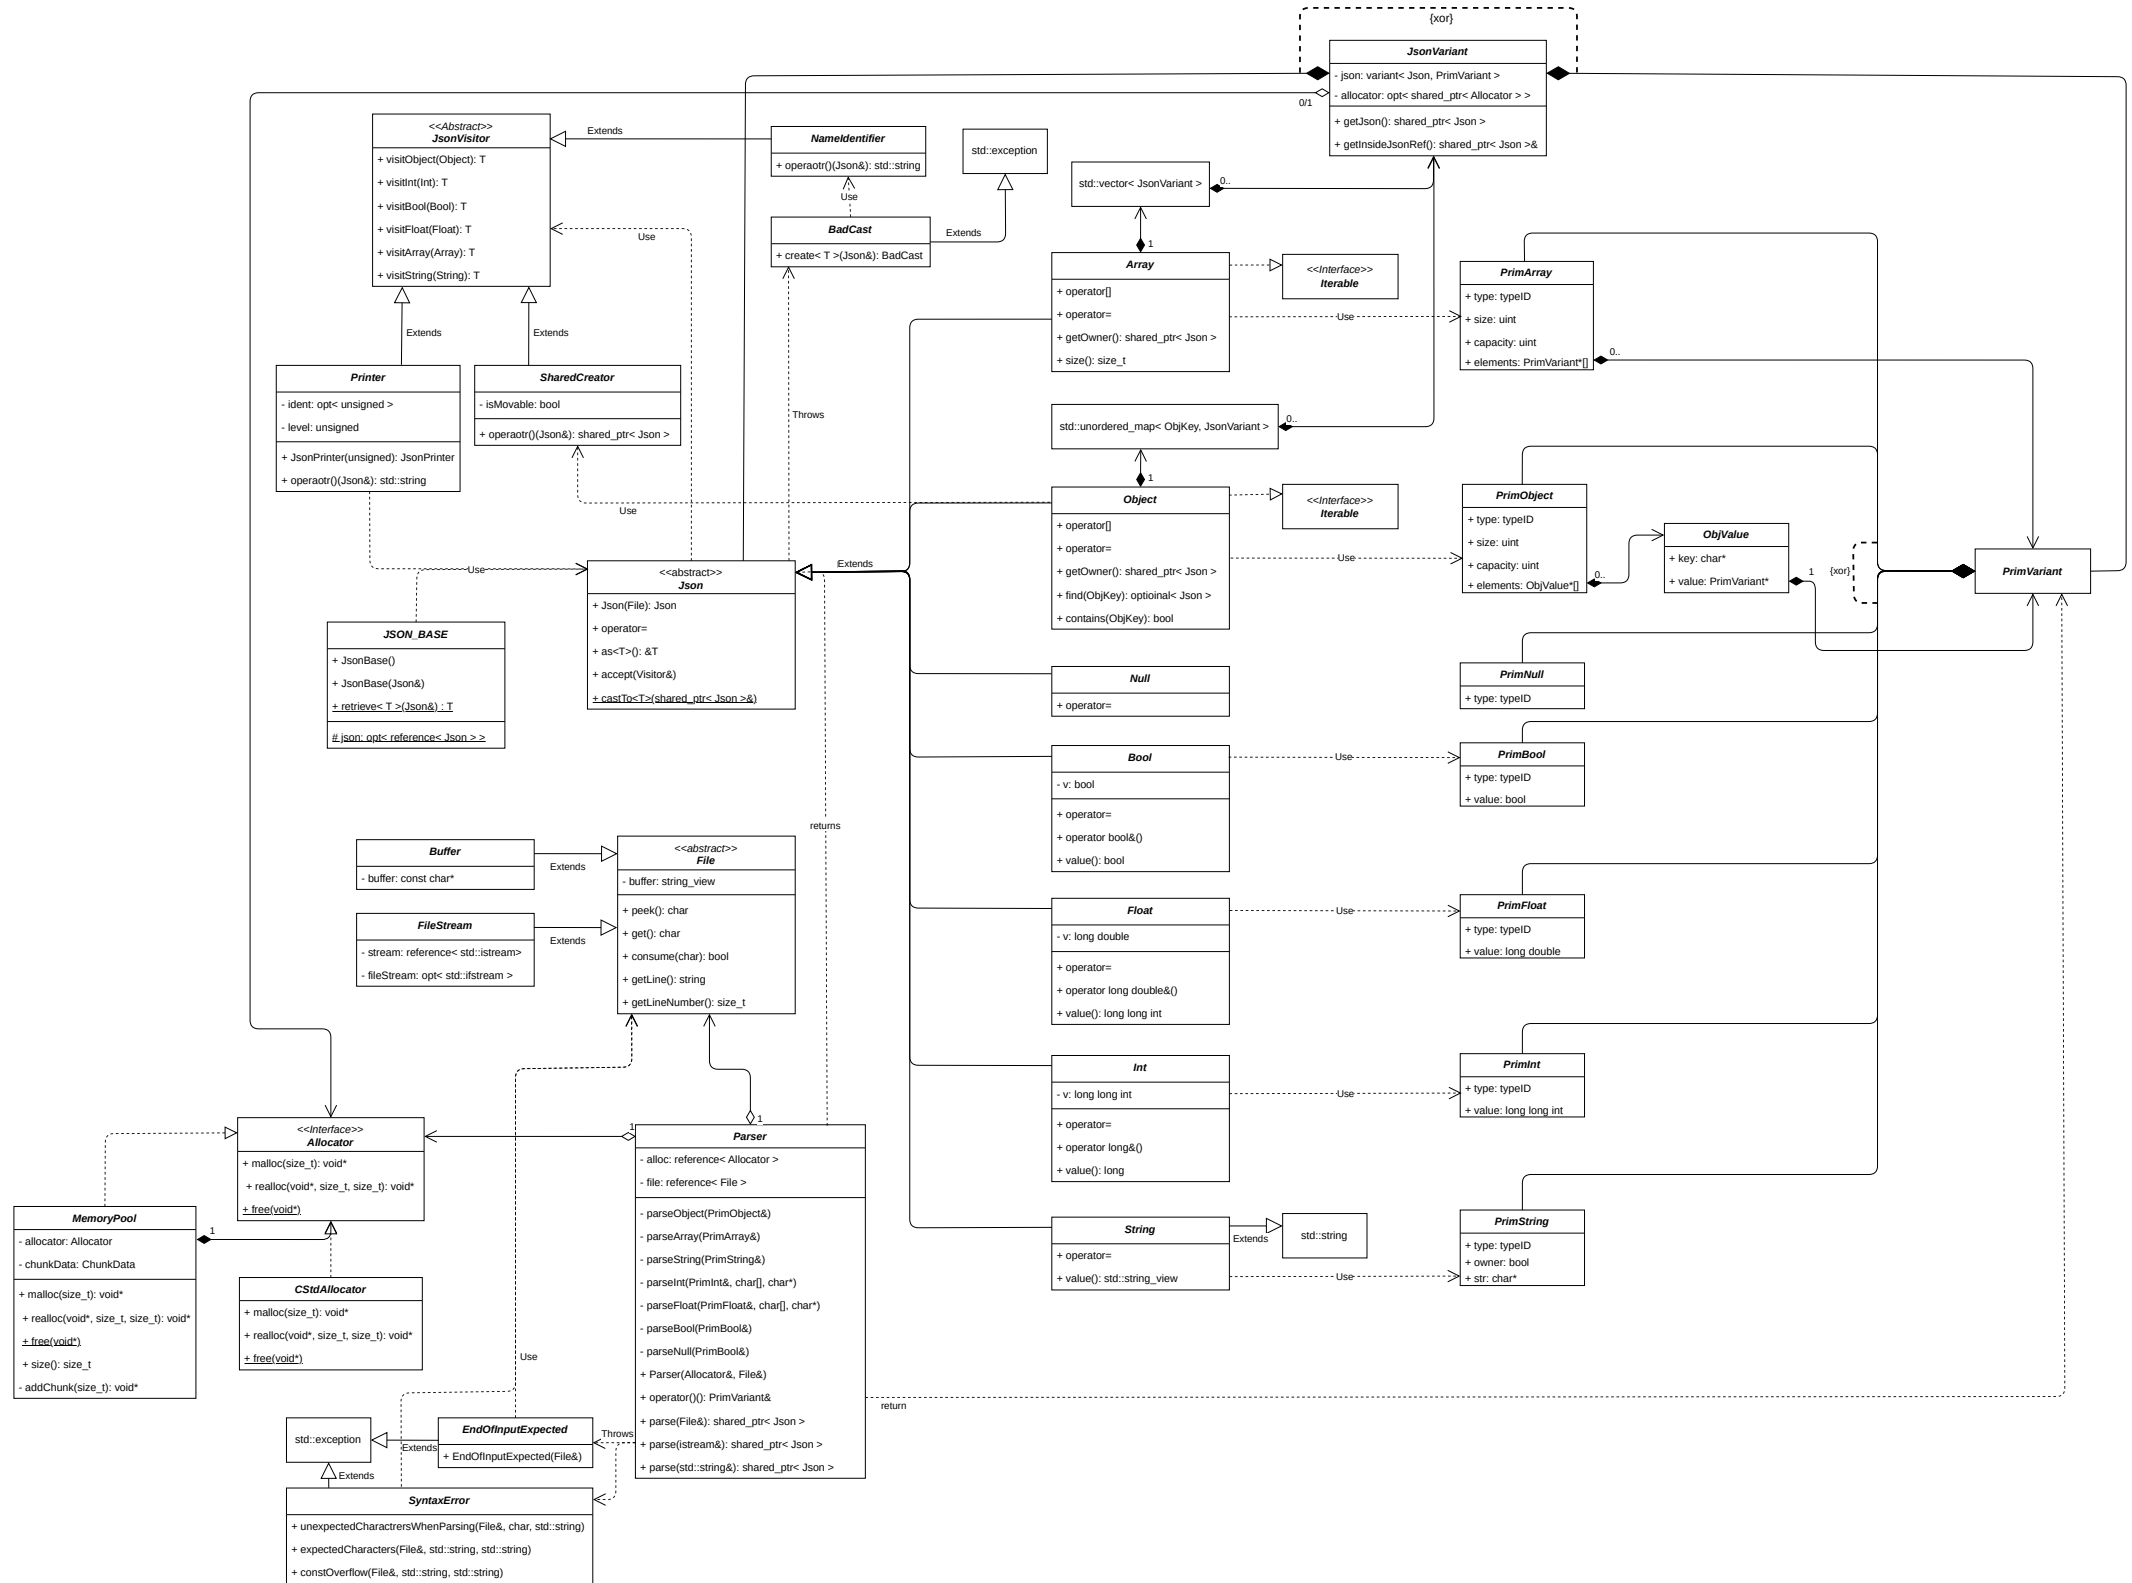 {xor}
JsonVariant
- json: variant< Json, PrimVariant >
- allocator: opt< shared_ptr< Allocator > >
+ getJson(): shared_ptr< Json >
+ getInsideJsonRef(): shared_ptr< Json >&
0/1
<<Abstract>>
JsonVisitor
+ visitObject(Object): T
+ visitInt(Int): T
+ visitBool(Bool): T
+ visitFloat(Float): T
+ visitArray(Array): T
+ visitString(String): T
Extends
NameIdentifier
+ operaotr()(Json&): std::string
Use
BadCast
+ create< T >(Json&): BadCast
Extends
std::exception
Use
std::vector< JsonVariant >
0..
1
Array
+ operator[]
+ operator=
+ getOwner(): shared_ptr< Json >
+ size(): size_t
<<Interface>>
Iterable
Use
PrimArray
+ type: typeID
+ size: uint
+ capacity: uint
+ elements: PrimVariant*[]
0..
Extends
Extends
Printer
- ident: opt< unsigned >
- level: unsigned
+ JsonPrinter(unsigned): JsonPrinter
+ operaotr()(Json&): std::string
SharedCreator
- isMovable: bool
+ operaotr()(Json&): shared_ptr< Json >
Throws
Use
std::unordered_map< ObjKey, JsonVariant >
0..
1
Object
+ operator[]
+ operator=
+ getOwner(): shared_ptr< Json >
+ find(ObjKey): optioinal< Json >
+ contains(ObjKey): bool
<<Interface>>
Iterable
Use
PrimObject
+ type: typeID
+ size: uint
+ capacity: uint
+ elements: ObjValue*[]
0..
ObjValue
+ key: char*
+ value: PrimVariant*
1
{xor}
PrimVariant
Use
<<abstract>>
Json
+ Json(File): Json
+ operator=
+ as<T>(): &T
+ accept(Visitor&)
+ castTo<T>(shared_ptr< Json >&)
Extends
JSON_BASE
+ JsonBase()
+ JsonBase(Json&)
+ retrieve< T >(Json&) : T
# json: opt< reference< Json > >
Null
+ operator=
PrimNull
+ type: typeID
Bool
- v: bool
+ operator=
+ operator bool&()
+ value(): bool
Use
PrimBool
+ type: typeID
+ value: bool
returns
Buffer
- buffer: const char*
Extends
FileStream
- stream: reference< std::istream>
- fileStream: opt< std::ifstream >
Extends
<<abstract>>
File
- buffer: string_view
+ peek(): char
+ get(): char
+ consume(char): bool
+ getLine(): string
+ getLineNumber(): size_t
Float
- v: long double
+ operator=
+ operator long double&()
+ value(): long long int
Use
PrimFloat
+ type: typeID
+ value: long double
Int
- v: long long int
+ operator=
+ operator long&()
+ value(): long
Use
PrimInt
+ type: typeID
+ value: long long int
<<Interface>>
Allocator
+ malloc(size_t): void*
+ realloc(void*, size_t, size_t): void*
+ free(void*)
1
1
Parser
- alloc: reference< Allocator >
- file: reference< File >
- parseObject(PrimObject&)
- parseArray(PrimArray&)
- parseString(PrimString&)
- parseInt(PrimInt&, char[], char*)
- parseFloat(PrimFloat&, char[], char*)
- parseBool(PrimBool&)
- parseNull(PrimBool&)
+ Parser(Allocator&, File&)
+ operator()(): PrimVariant&
+ parse(File&): shared_ptr< Json >
+ parse(istream&): shared_ptr< Json >
+ parse(std::string&): shared_ptr< Json >
return
MemoryPool
- allocator: Allocator
- chunkData: ChunkData
+ malloc(size_t): void*
+ realloc(void*, size_t, size_t): void*
+ free(void*)
+ size(): size_t
- addChunk(size_t): void*
1
CStdAllocator
+ malloc(size_t): void*
+ realloc(void*, size_t, size_t): void*
+ free(void*)
String
+ operator=
+ value(): std::string_view
Extends
std::string
Use
PrimString
+ type: typeID
+ owner: bool
+ str: char*
Use
std::exception
Extends
EndOfInputExpected
+ EndOfInputExpected(File&)
Throws
Extends
SyntaxError
+ unexpectedCharactrersWhenParsing(File&, char, std::string)
+ expectedCharacters(File&, std::string, std::string)
+ constOverflow(File&, std::string, std::string)